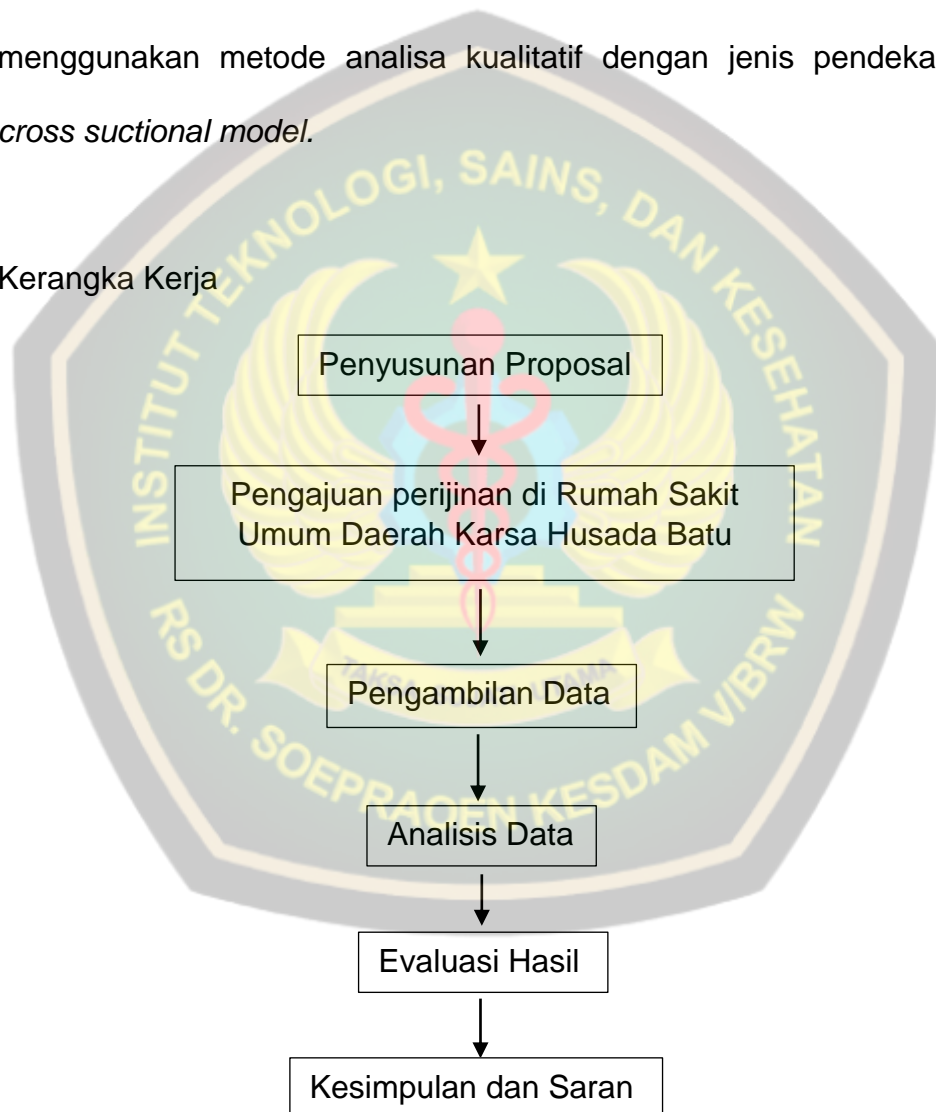 menggunakan metode analisa kualitatif dengan jenis pendeka
cross suctional model.
Kerangka Kerja
INSTITUT TEKNOLOGI, SAINS, DAN KESEHATAN
Penyusunan Proposal
Pengajuan perijinan di Rumah Sakit
Umum Daerah Karsa Husada Batu
Pengambilan Data
RS DR. SOEPRAOEN KESDAM V/BRW
Analisis Data
Evaluasi Hasil
Kesimpulan dan Saran